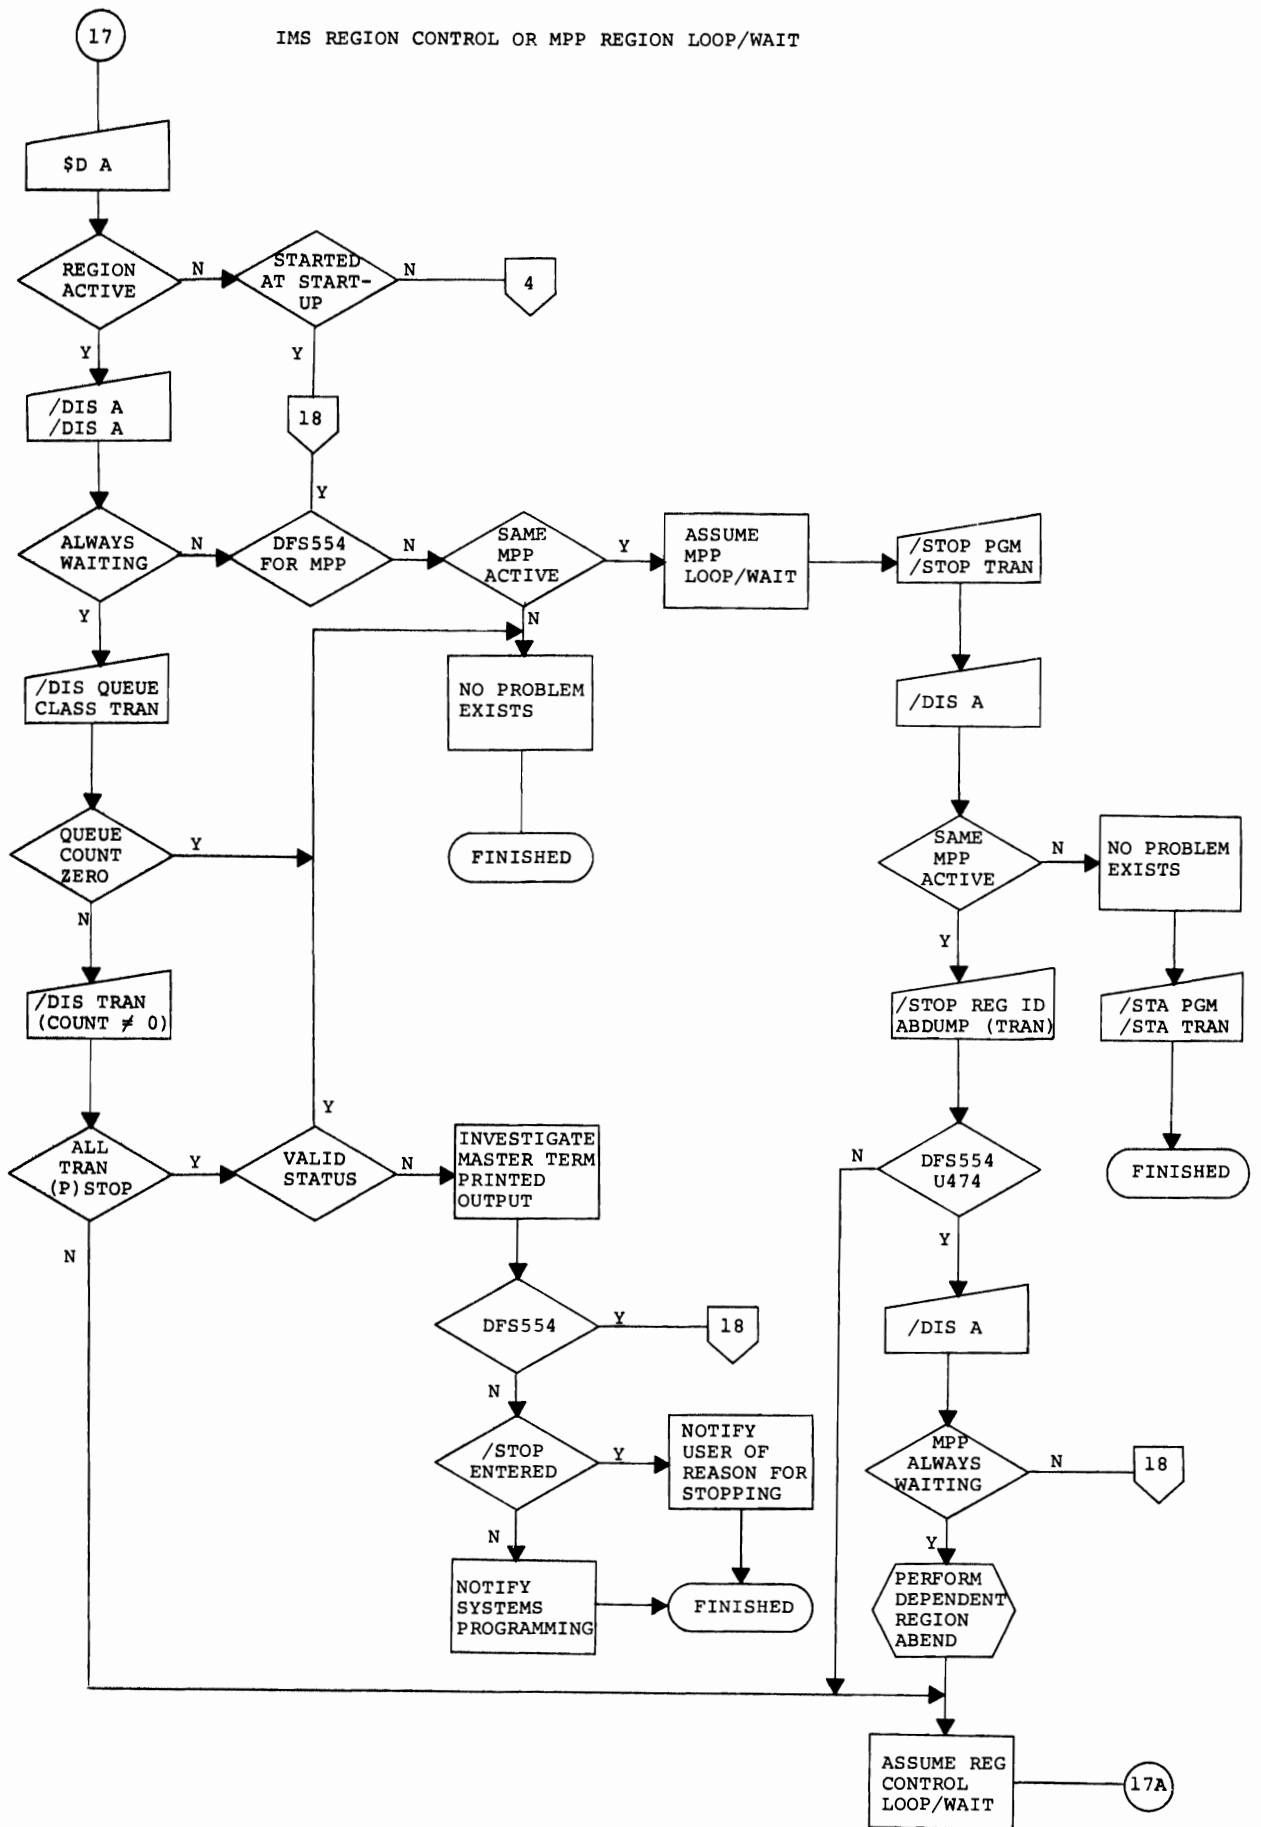 17
IMS REGION CONTROL OR MPP REGION LOOP/WAIT
$D A
REGION
ACTIVE
N
STARTED
AT START-
UP
N
4
Y
Y
/DIS A
/DIS A
18
Y
ALWAYS
WAITING
N
DFS554
FOR MPP
N
SAME
MPP
ACTIVE
Y
ASSUME
MPP
LOOP/WAIT
/STOP PGM
/STOP TRAN
Y
N
/DIS QUEUE
CLASS TRAN
NO PROBLEM
EXISTS
/DIS A
QUEUE
COUNT
ZERO
Y
FINISHED
SAME
MPP
ACTIVE
N
NO PROBLEM
EXISTS
N
Y
/DIS TRAN
(COUNT ≠ 0)
/STOP REG ID
ABDUMP (TRAN)
/STA PGM
/STA TRAN
Y
ALL
TRAN
(P)STOP
Y
VALID
STATUS
N
INVESTIGATE
MASTER TERM
PRINTED
OUTPUT
N
DFS554
U474
FINISHED
N
Y
DFS554
Y
18
/DIS A
N
/STOP
ENTERED
Y
NOTIFY
USER OF
REASON FOR
STOPPING
MPP
ALWAYS
WAITING
N
18
N
Y
NOTIFY
SYSTEMS
PROGRAMMING
FINISHED
PERFORM
DEPENDENT
REGION
ABEND
ASSUME REG
CONTROL
LOOP/WAIT
17A